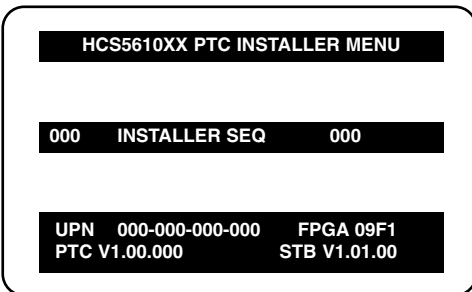 HCS5610XX PTC INSTALLER MENU
000 INSTALLER SEQ 000
UPN 000-000-000-000 FPGA 09F1
PTC V1.00.000 STB V1.01.00